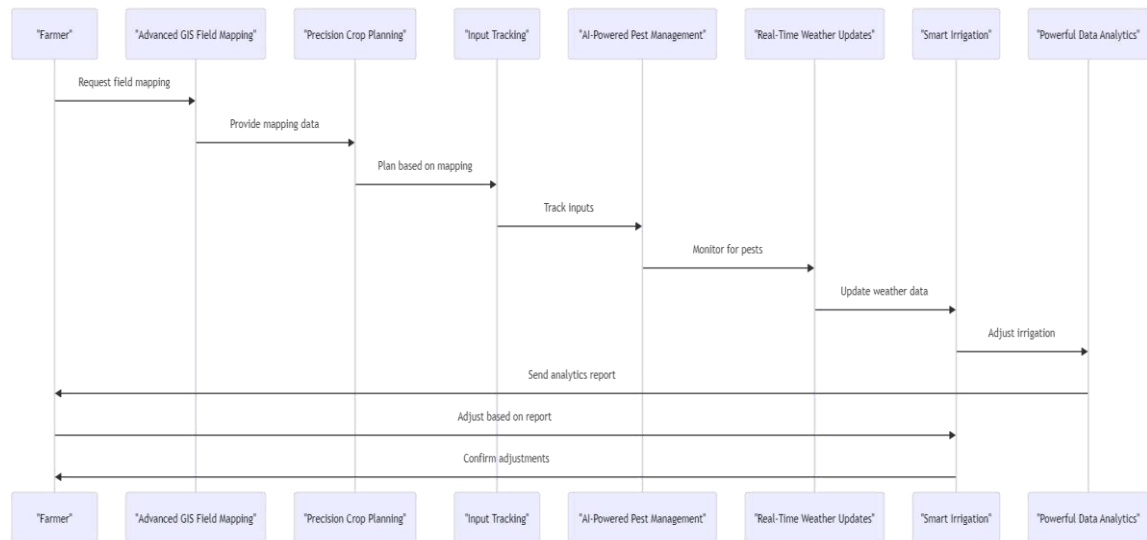 "Farmer"
"Advanced GIS Field Mapping"
"Precision Crop Planning"
"Input Tracking"
"AI-Powered Pest Management"
"Real-Time Weather Updates"
"Smart Irrigation"
"Powerful Data Analytics"
Request field mapping
Provide mapping data
Plan based on mapping
Track inputs
Monitor for pests
Update weather data
Adjust irrigation
Send analytics report
Adjust based on report
Confirm adjustments
"Farmer"
"Advanced GIS Field Mapping"
"Precision Crop Planning"
"Input Tracking"
"AI-Powered Pest Management"
"Real-Time Weather Updates"
"Smart Irrigation"
"Powerful Data Analytics"